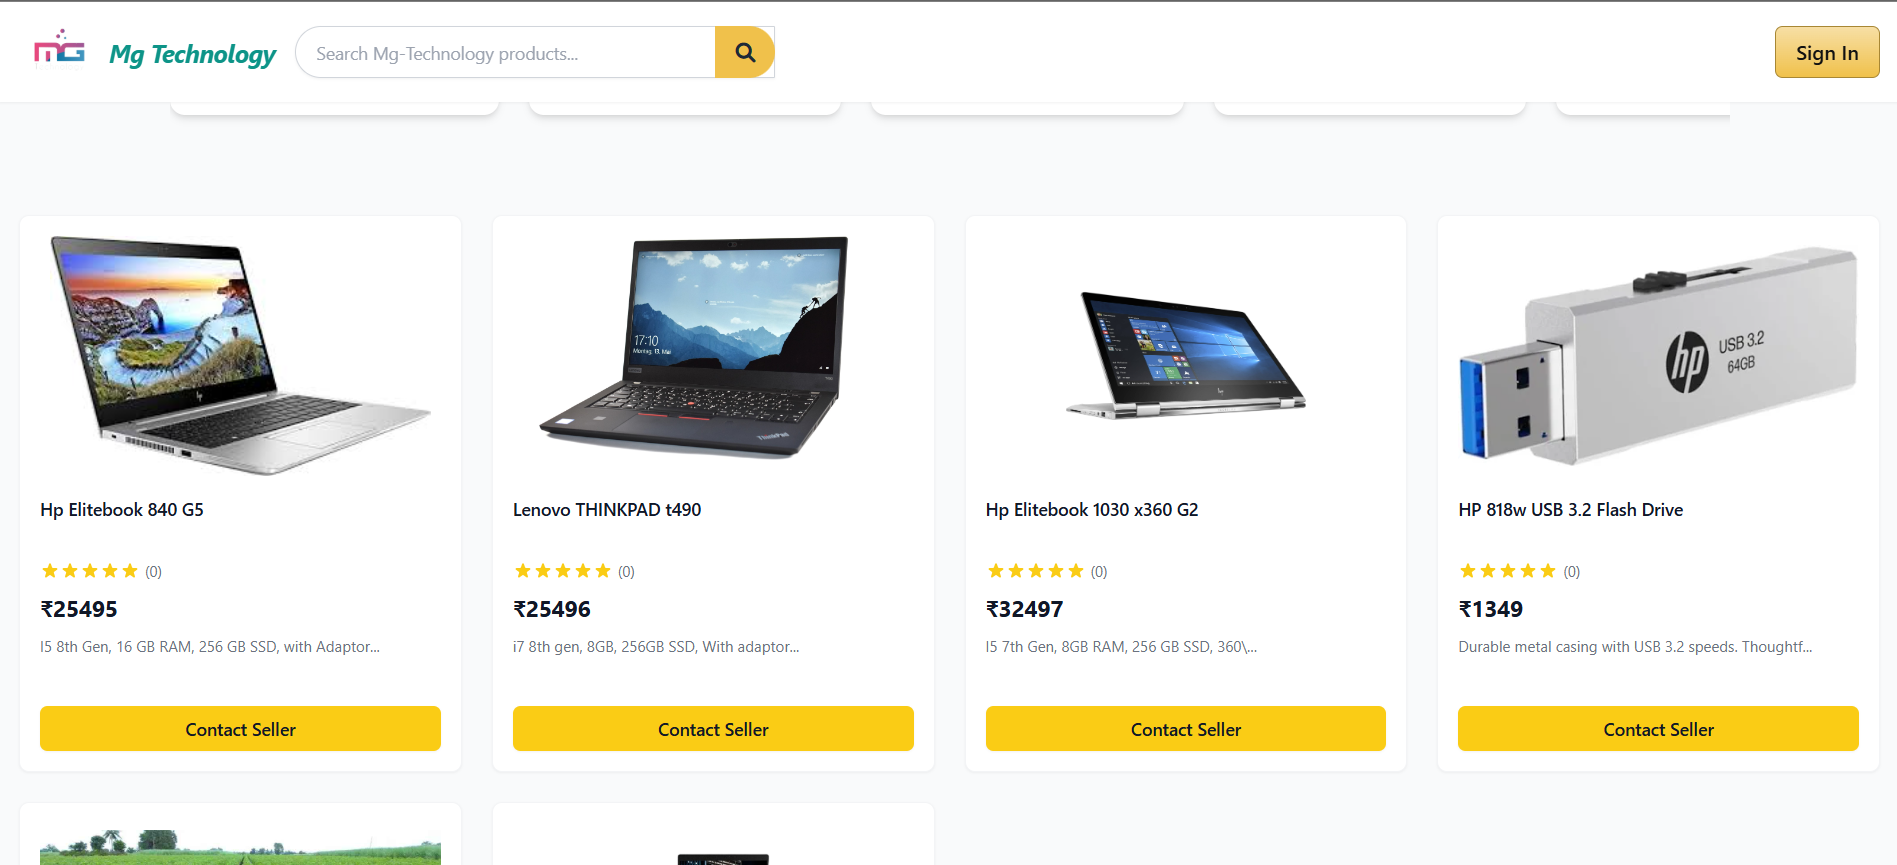 MG
Mg Technology
Search Mg-Technology products...
Sign In
17:10
Montag, 13. Mai
ThinkPad
hp
USB 3.2
64GB
Hp Elitebook 840 G5
Lenovo THINKPAD t490
Hp Elitebook 1030 x360 G2
HP 818w USB 3.2 Flash Drive
(0)
(0)
(0)
(0)
₹25495
₹25496
₹32497
₹1349
I5 8th Gen, 16 GB RAM, 256 GB SSD, with Adaptor...
i7 8th gen, 8GB, 256GB SSD, With adaptor...
I5 7th Gen, 8GB RAM, 256 GB SSD, 360\...
Durable metal casing with USB 3.2 speeds. Thoughtf...
Contact Seller
Contact Seller
Contact Seller
Contact Seller